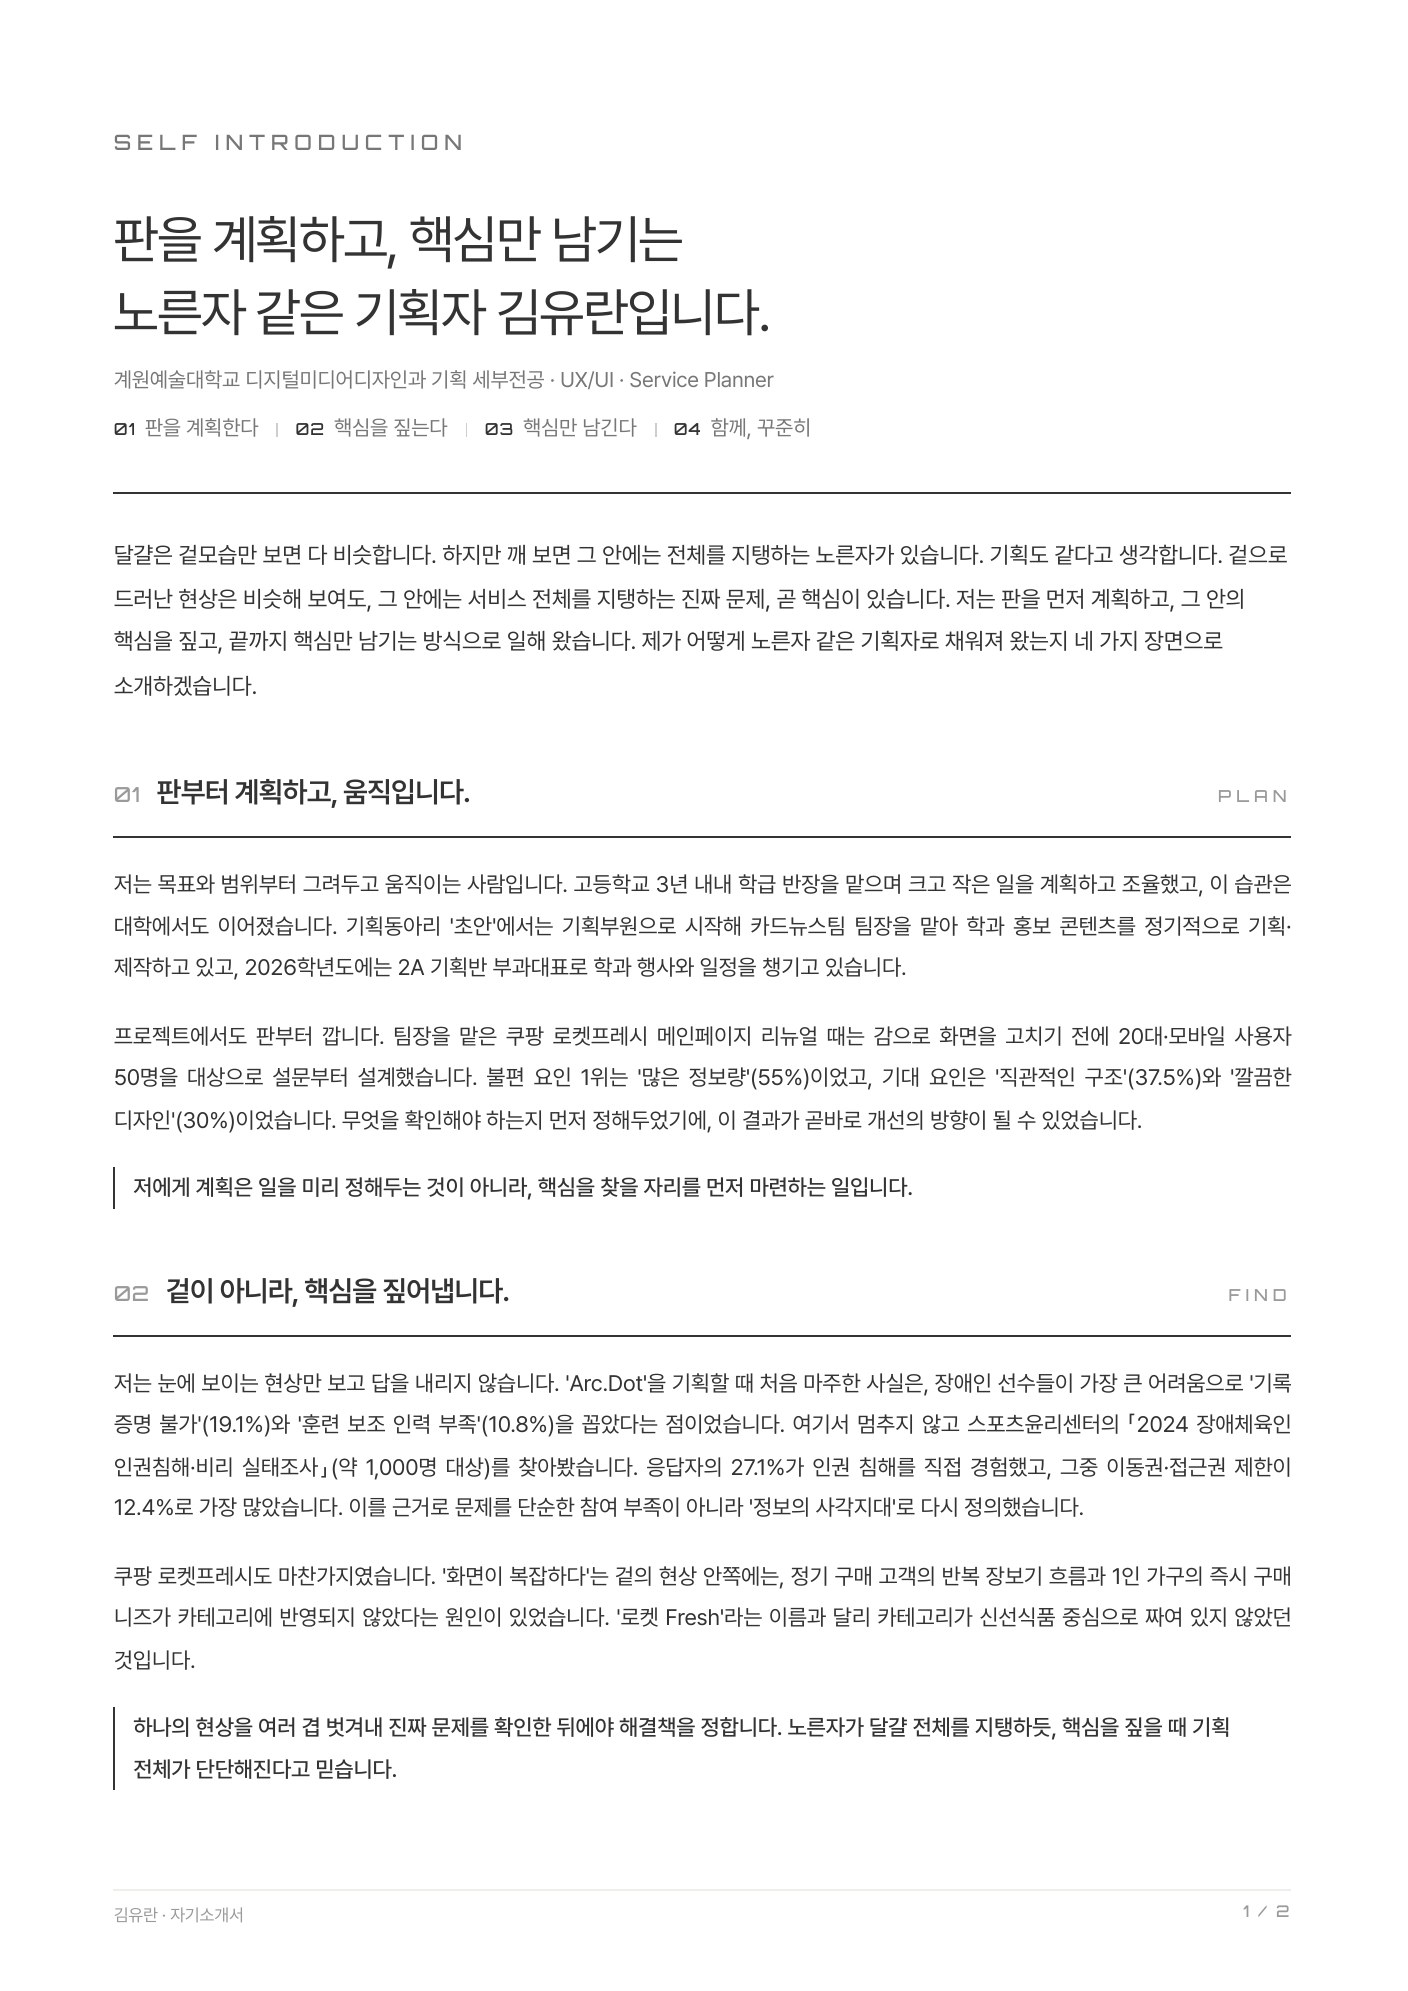 SELF INTRODUCTION
판을 계획하고, 핵심만 남기는
노른자 같은 기획자 김유란입니다.
계원예술대학교 디지털미디어디자인과 기획 세부전공 · UX/UI · Service Planner
01 판을 계획한다 | 02 핵심을 짚는다 | 03 핵심만 남긴다 | 04 함께, 꾸준히
달걀은 겉모습만 보면 다 비슷합니다. 하지만 깨 보면 그 안에는 전체를 지탱하는 노른자가 있습니다. 기획도 같다고 생각합니다. 겉으로
드러난 현상은 비슷해 보여도, 그 안에는 서비스 전체를 지탱하는 진짜 문제, 곧 핵심이 있습니다. 저는 판을 먼저 계획하고, 그 안의
핵심을 짚고, 끝까지 핵심만 남기는 방식으로 일해 왔습니다. 제가 어떻게 노른자 같은 기획자로 채워져 왔는지 네 가지 장면으로
소개하겠습니다.
01 판부터 계획하고, 움직입니다. PLAN
저는 목표와 범위부터 그려두고 움직이는 사람입니다. 고등학교 3년 내내 학급 반장을 맡으며 크고 작은 일을 계획하고 조율했고, 이 습관은
대학에서도 이어졌습니다. 기획동아리 '초안'에서는 기획부원으로 시작해 카드뉴스팀 팀장을 맡아 학과 홍보 콘텐츠를 정기적으로 기획·
제작하고 있고, 2026학년도에는 2A 기획반 부과대표로 학과 행사와 일정을 챙기고 있습니다.
프로젝트에서도 판부터 깝니다. 팀장을 맡은 쿠팡 로켓프레시 메인페이지 리뉴얼 때는 감으로 화면을 고치기 전에 20대·모바일 사용자
50명을 대상으로 설문부터 설계했습니다. 불편 요인 1위는 '많은 정보량'(55%)이었고, 기대 요인은 '직관적인 구조'(37.5%)와 '깔끔한
디자인'(30%)이었습니다. 무엇을 확인해야 하는지 먼저 정해두었기에, 이 결과가 곧바로 개선의 방향이 될 수 있었습니다.
저에게 계획은 일을 미리 정해두는 것이 아니라, 핵심을 찾을 자리를 먼저 마련하는 일입니다.
02 겉이 아니라, 핵심을 짚어냅니다. FIND
저는 눈에 보이는 현상만 보고 답을 내리지 않습니다. 'Arc.Dot'을 기획할 때 처음 마주한 사실은, 장애인 선수들이 가장 큰 어려움으로 '기록
증명 불가'(19.1%)와 '훈련 보조 인력 부족'(10.8%)을 꼽았다는 점이었습니다. 여기서 멈추지 않고 스포츠윤리센터의 「2024 장애체육인
인권침해·비리 실태조사」(약 1,000명 대상)를 찾아봤습니다. 응답자의 27.1%가 인권 침해를 직접 경험했고, 그중 이동권·접근권 제한이
12.4%로 가장 많았습니다. 이를 근거로 문제를 단순한 참여 부족이 아니라 '정보의 사각지대'로 다시 정의했습니다.
쿠팡 로켓프레시도 마찬가지였습니다. '화면이 복잡하다'는 겉의 현상 안쪽에는, 정기 구매 고객의 반복 장보기 흐름과 1인 가구의 즉시 구매
니즈가 카테고리에 반영되지 않았다는 원인이 있었습니다. '로켓 Fresh'라는 이름과 달리 카테고리가 신선식품 중심으로 짜여 있지 않았던
것입니다.
하나의 현상을 여러 겹 벗겨내 진짜 문제를 확인한 뒤에야 해결책을 정합니다. 노른자가 달걀 전체를 지탱하듯, 핵심을 짚을 때 기획
전체가 단단해진다고 믿습니다.
김유란 · 자기소개서
1 / 2